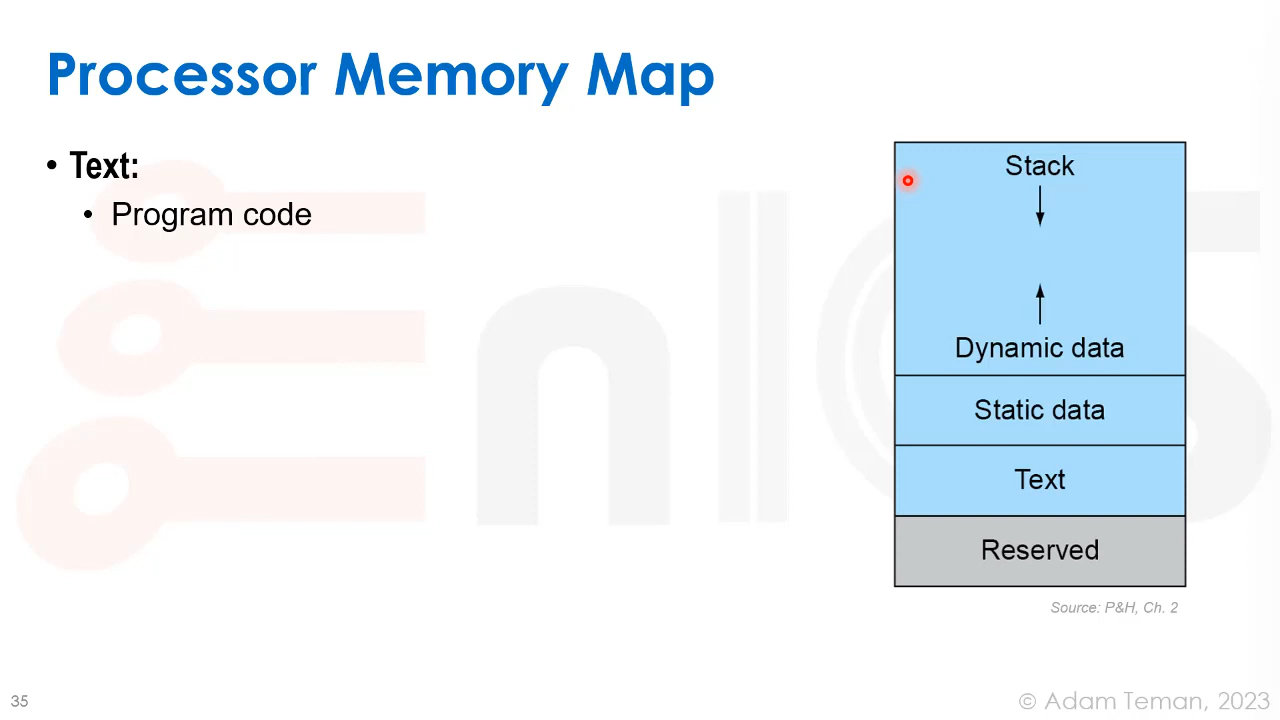 Processor Memory Map
• Text:
• Program code
Stack
Dynamic data
Static data
Text
Reserved
Source: P&H, Ch. 2
35
© Adam Teman, 2023
enICS